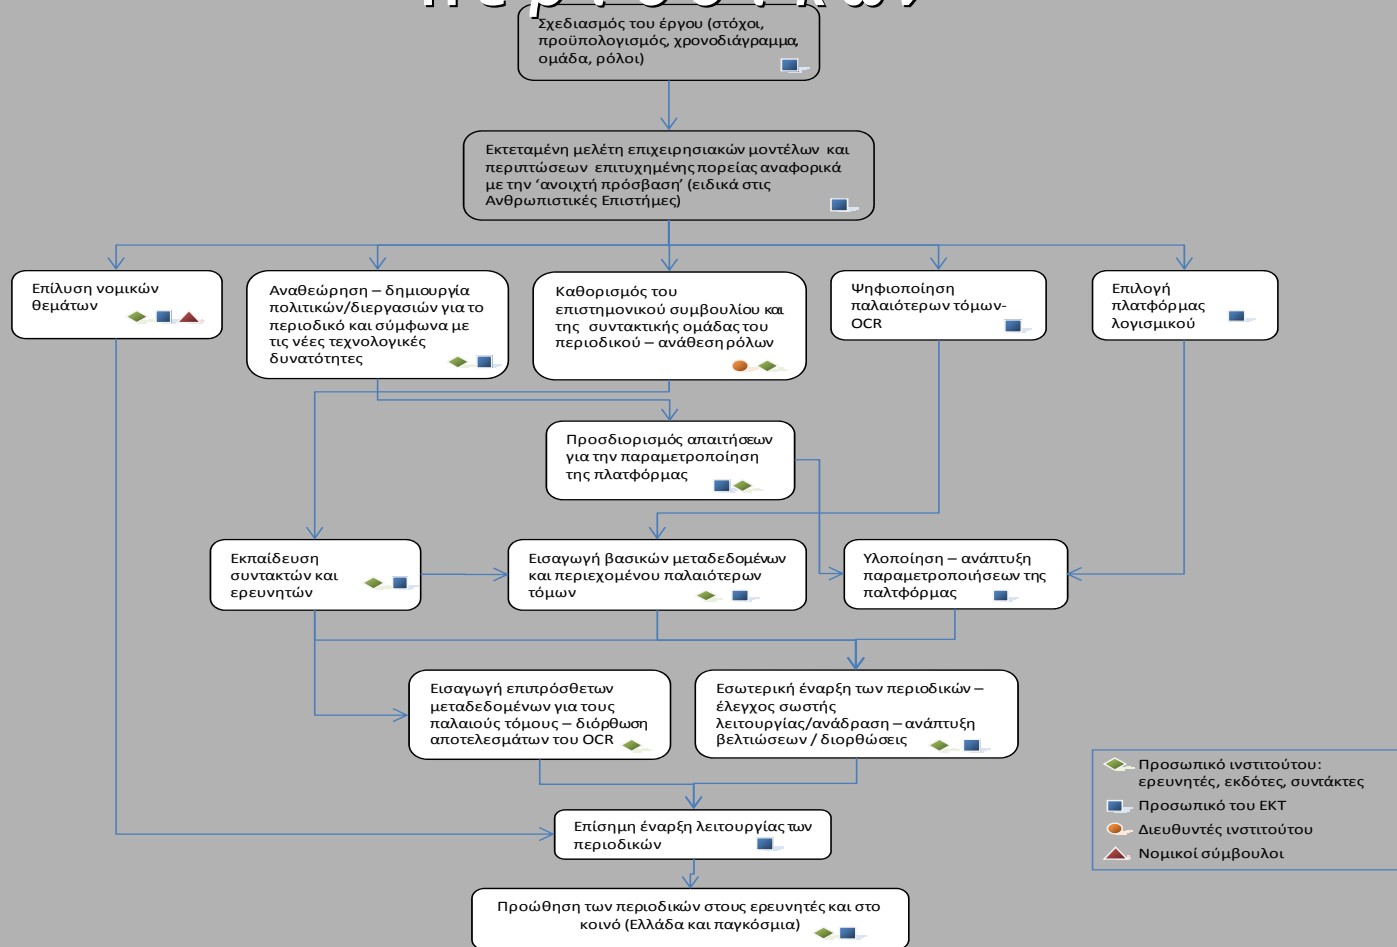 Σχεδιασμός του έργου (στόχοι,
προϋπολογισμός, χρονοδιάγραμμα,
ομάδα, ρόλοι)
Εκτεταμένη μελέτη επιχειρησιακών μοντέλων και
περιπτώσεων επιτυχημένης πορείας αναφορικά
με την ‘ανοιχτή πρόσβαση’ (ειδικά στις
Ανθρωπιστικές Επιστήμες)
Επίλυση νομικών
θεμάτων
Αναθεώρηση – δημιουργία
πολιτικών/διεργασιών για το
περιοδικό και σύμφωνα με
τις νέες τεχνολογικές
δυνατότητες
Καθορισμός του
επιστημονικού συμβουλίου και
της συντακτικής ομάδας του
περιοδικού – ανάθεση ρόλων
Ψηφιοποίηση
παλαιότερων τόμων-
OCR
Επιλογή
πλατφόρμας
λογισμικού
Προσδιορισμός απαιτήσεων
για την παραμετροποίηση
της πλατφόρμας
Εκπαίδευση
συντακτών και
ερευνητών
Εισαγωγή βασικών μεταδεδομένων
και περιεχομένου παλαιότερων
τόμων
Υλοποίηση – ανάπτυξη
παραμετροποιήσεων της
παλτφόρμας
Εισαγωγή επιπρόσθετων
μεταδεδομένων για τους
παλαιούς τόμους – διόρθωση
αποτελεσμάτων του OCR
Εσωτερική έναρξη των περιοδικών –
έλεγχος σωστής
λειτουργίας/ανάδραση – ανάπτυξη
βελτιώσεων / διορθώσεις
Προσωπικό ινστιτούτου:
ερευνητές, εκδότες, συντάκτες
Προσωπικό του ΕΚΤ
Διευθυντές ινστιτούτου
Νομικοί σύμβουλοι
Επίσημη έναρξη λειτουργίας των
περιοδικών
Προώθηση των περιοδικών στους ερευνητές και στο
κοινό (Ελλάδα και παγκόσμια)